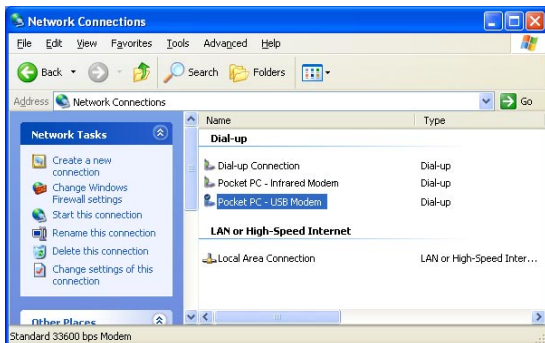 Network Connections
File Edit View Favorites Tools Advanced Help
Back Search Folders
Address Network Connections Go
Network Tasks
Create a new
connection
Change Windows
Firewall settings
Start this connection
Rename this connection
Delete this connection
Change settings of this
connection
Other Places
Name Type
Dial-up
Dial-up Connection Dial-up
Pocket PC - Infrared Modem Dial-up
Pocket PC - USB Modem Dial-up
LAN or High-Speed Internet
Local Area Connection LAN or High-Speed Inter...
Standard 33600 bps Modem